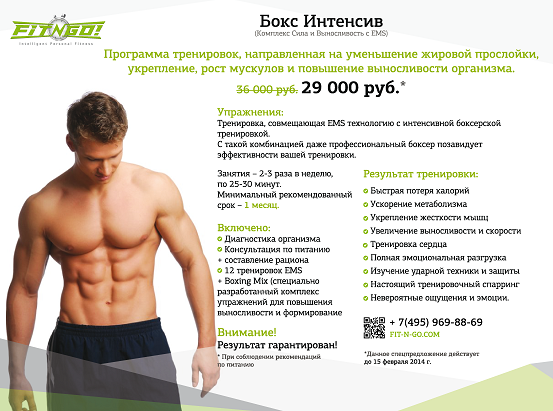 FIT'N'GO!
Intelligent Personal Fitness
Бокс Интенсив
(Комплекс Сила и Выносливость с EMS)
Программа тренировок, направленная на уменьшение жировой прослойки,
укрепление, рост мускулов и повышение выносливости организма.
36 000 руб. 29 000 руб.*
Упражнения:
Тренировка, совмещающая EMS технологию с интенсивной боксерской
тренировкой.
С такой комбинацией даже профессиональный боксер позавидует
эффективности вашей тренировки.
Занятия – 2-3 раза в неделю,
по 25-30 минут.
Минимальный рекомендованный
срок – 1 месяц.
Включено:
Диагностика организма
Консультация по питанию
+ составление рациона
12 тренировок EMS
+ Boxing Mix (специально
разработанный комплекс
упражнений для повышения
выносливости и формирование
Внимание!
Результат гарантирован!
* При соблюдении рекомендаций
по питанию
Результат тренировки:
Быстрая потеря калорий
Ускорение метаболизма
Укрепление жесткости мышц
Увеличение выносливости и скорости
Тренировка сердца
Полная эмоциональная разгрузка
Изучение ударной техники и защиты
Настоящий тренировочный спарринг
Невероятные ощущения и эмоции.
+ 7(495) 969-88-69
FIT-N-GO.COM
*Данное спецпредложение действует
до 15 февраля 2014 г.